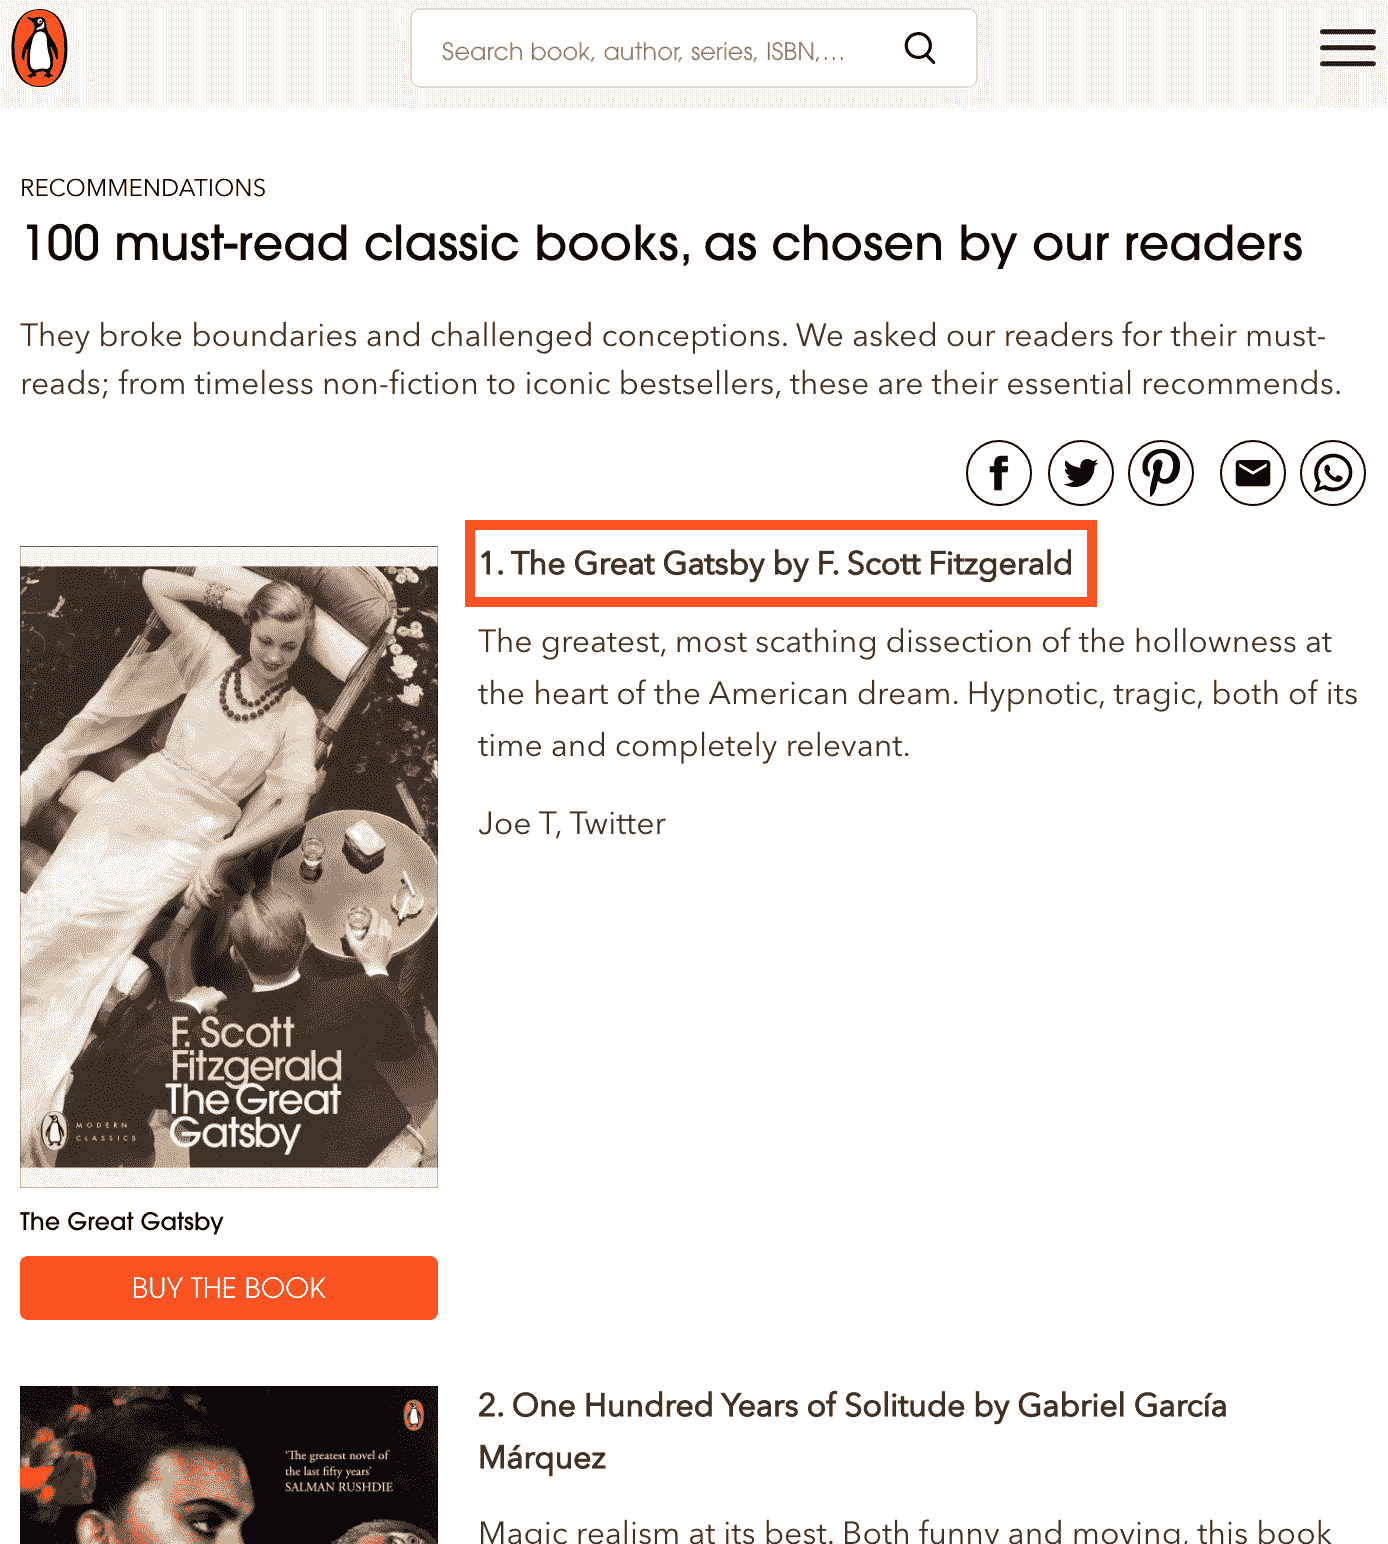 Search book, author, series, ISBN,...
RECOMMENDATIONS
100 must-read classic books, as chosen by our readers
They broke boundaries and challenged conceptions. We asked our readers for their must-
reads; from timeless non-fiction to iconic bestsellers, these are their essential recommends.
1. The Great Gatsby by F. Scott Fitzgerald
The greatest, most scathing dissection of the hollowness at
the heart of the American dream. Hypnotic, tragic, both of its
time and completely relevant.
Joe T, Twitter
F. Scott
Fitzgerald
The Great
Gatsby
MODERN
CLASSICS
The Great Gatsby
BUY THE BOOK
2. One Hundred Years of Solitude by Gabriel García
Márquez
Magic realism at its best. Both funny and moving, this book
'The greatest novel of
the last fifty years'
SALMAN RUSHDIE